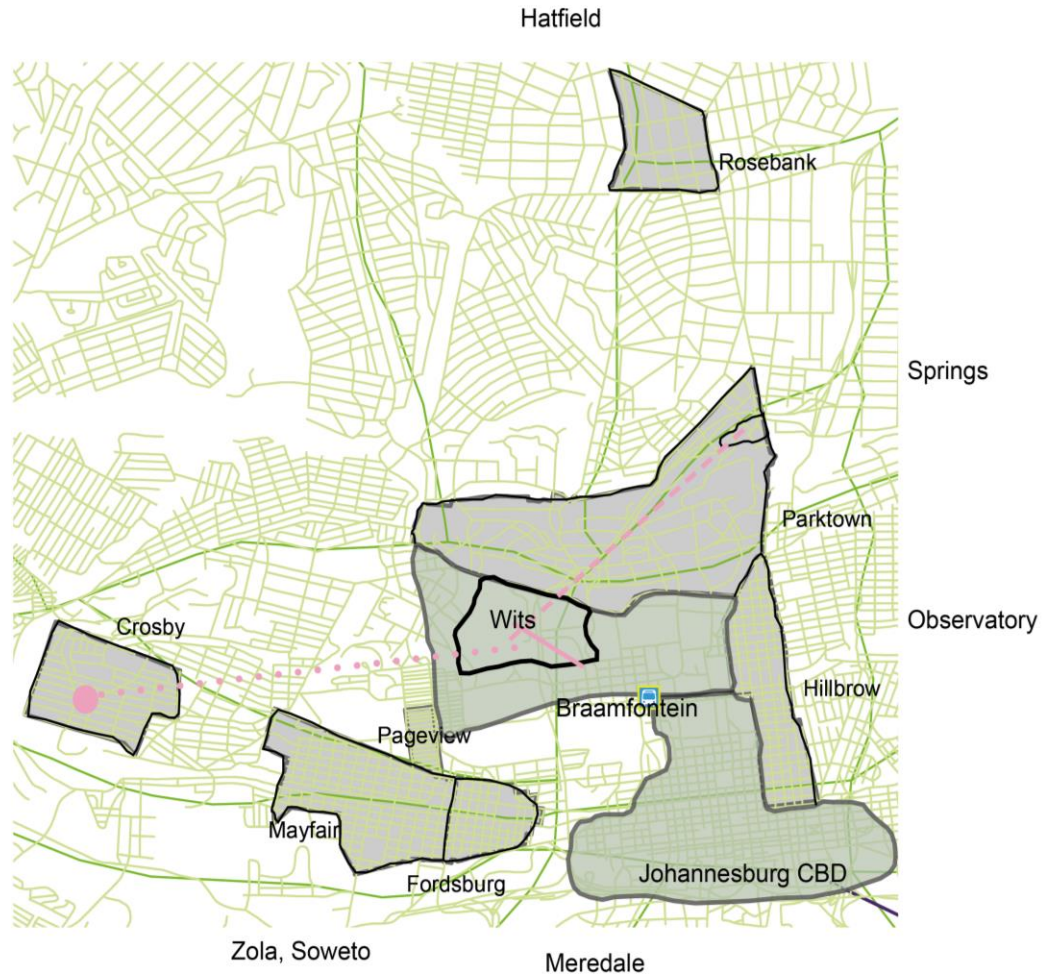 Hatfield
Rosebank
Springs
Parktown
Wits
Observatory
Crosby
Hillbrow
Braamfontein
Pageview
Mayfair
Johannesburg CBD
Fordsburg
Zola, Soweto
Meredale